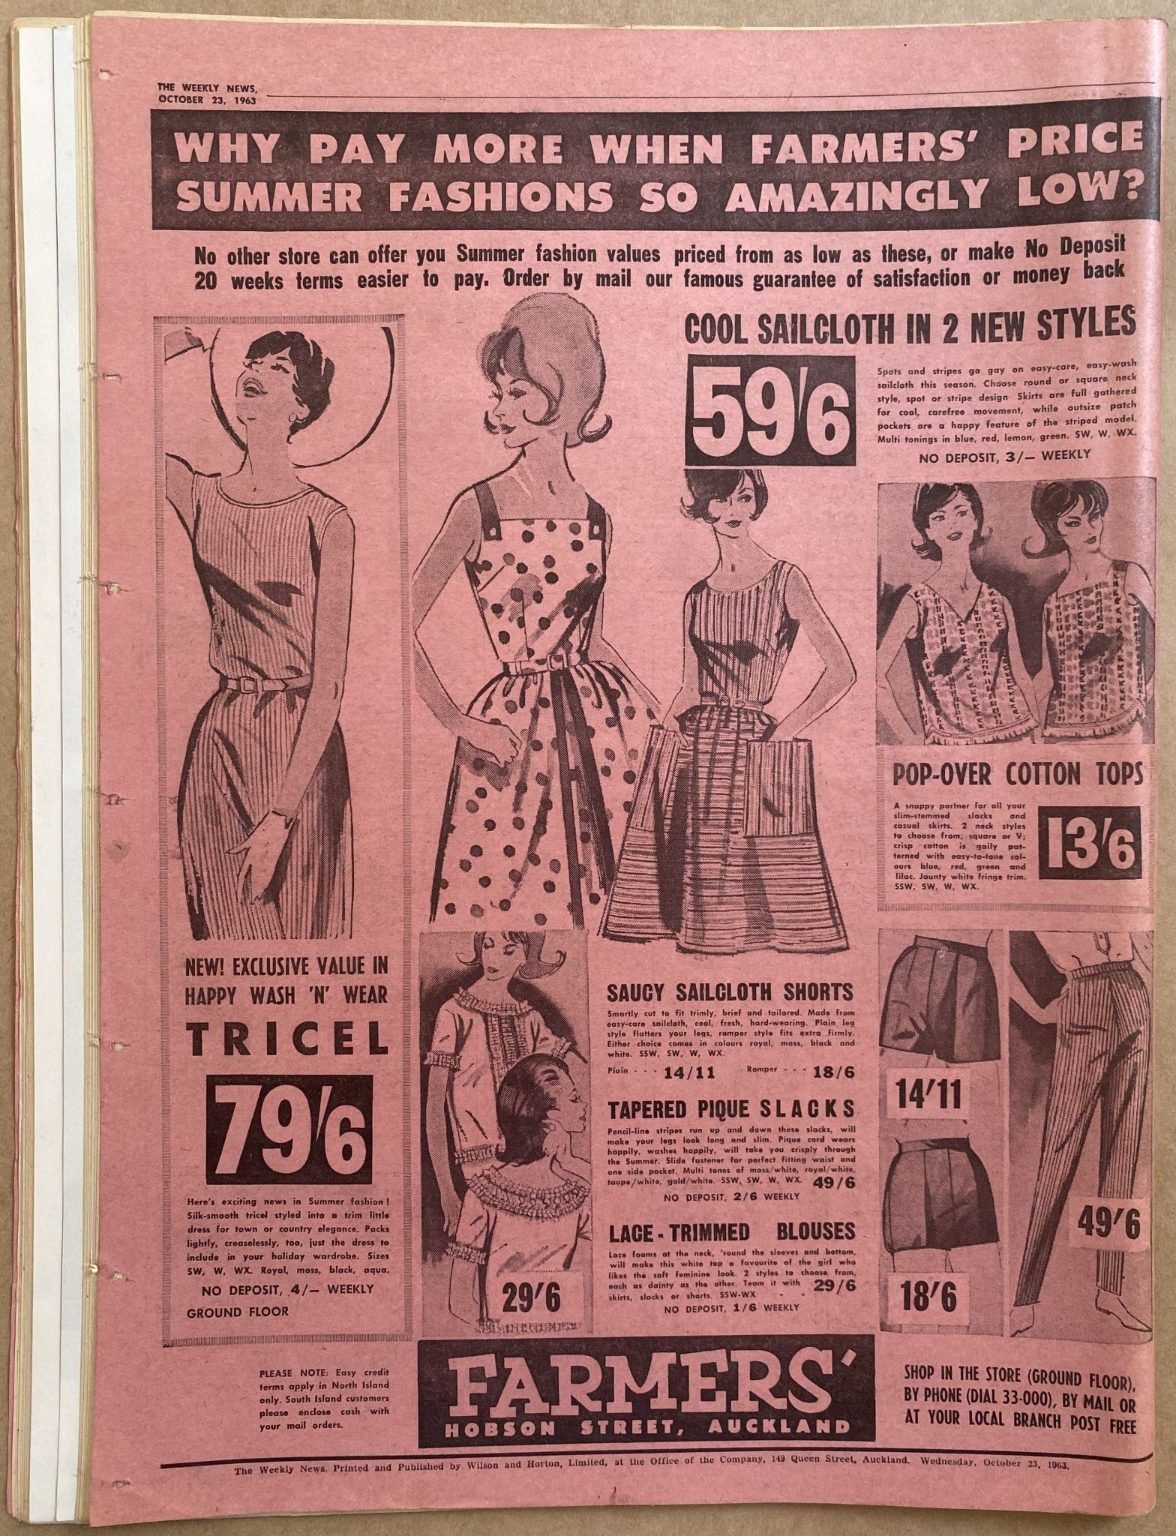 THE WEEKLY NEWS,
OCTOBER 23, 1963
WHY PAY MORE WHEN FARMERS' PRICE
SUMMER FASHIONS SO AMAZINGLY LOW?
No other store can offer you Summer fashion values priced from as low as these, or make No Deposit
20 weeks terms easier to pay. Order by mail our famous guarantee of satisfaction or money back
COOL SAILCLOTH IN 2 NEW STYLES
59'6
Spots and stripes go gay on easy-care, easy-wash
sailcloth this season. Choose round or square neck
style, spot or stripe design. Skirts are full gathered
for cool, carefree movement, while outsize patch
pockets are a happy feature of the striped model.
Multi tonings in blue, red, lemon, green. SW, W, WX.
NO DEPOSIT, 3/— WEEKLY
POP-OVER COTTON TOPS
A snappy partner for all your
slim-stemmed slacks and
casual skirts. 2 neck styles
to choose from, square or V;
crisp cotton is gaily pat-
terned with easy-to-tone col-
ours blue, red, green and
lilac. Jaunty white fringe trim.
SSW, SW, W, WX.
13'6
NEW! EXCLUSIVE VALUE IN
HAPPY WASH 'N' WEAR
TRICEL
79'6
Here's exciting news in Summer fashion!
Silk-smooth tricel styled into a trim little
dress for town or country elegance. Packs
lightly, creaselessly, too, just the dress to
include in your holiday wardrobe. Sizes
SW, W, WX. Royal, moss, black, aqua.
NO DEPOSIT, 4/— WEEKLY
GROUND FLOOR
29'6
SAUCY SAILCLOTH SHORTS
Smartly cut to fit trimly, brief and tailored. Made from
easy-care sailcloth, cool, fresh, hard-wearing. Plain leg
style flatters your legs, romper style fits extra firmly.
Either choice comes in colours royal, moss, black and
white. SSW, SW, W, WX.
Plain - - - 14/11 Romper - - - 18/6
TAPERED PIQUE SLACKS
Pencil-line stripes run up and down these slacks, will
make your legs look long and slim. Pique cord wears
happily, washes happily, will take you crisply through
the Summer. Slide fastener for perfect fitting waist and
one side pocket. Multi tones of moss/white, royal/white,
taupe/white, gold/white. SSW, SW, W, WX. 49/6
NO DEPOSIT, 2/6 WEEKLY
LACE-TRIMMED BLOUSES
Lace foams at the neck, 'round the sleeves and bottom,
will make this white top a favourite of the girl who
likes the soft feminine look. 2 styles to choose from,
each as dainty as the other. Team it with 29/6
skirts, slacks or shorts. SSW-WX - -
NO DEPOSIT, 1/6 WEEKLY
14'11
18'6
49'6
PLEASE NOTE: Easy credit
terms apply in North Island
only. South Island customers
please enclose cash with
your mail orders.
FARMERS'
HOBSON STREET, AUCKLAND
SHOP IN THE STORE (GROUND FLOOR),
BY PHONE (DIAL 33-000), BY MAIL OR
AT YOUR LOCAL BRANCH POST FREE
The Weekly News. Printed and Published by Wilson and Horton, Limited, at the Office of the Company, 149 Queen Street, Auckland. Wednesday, October 23, 1963.